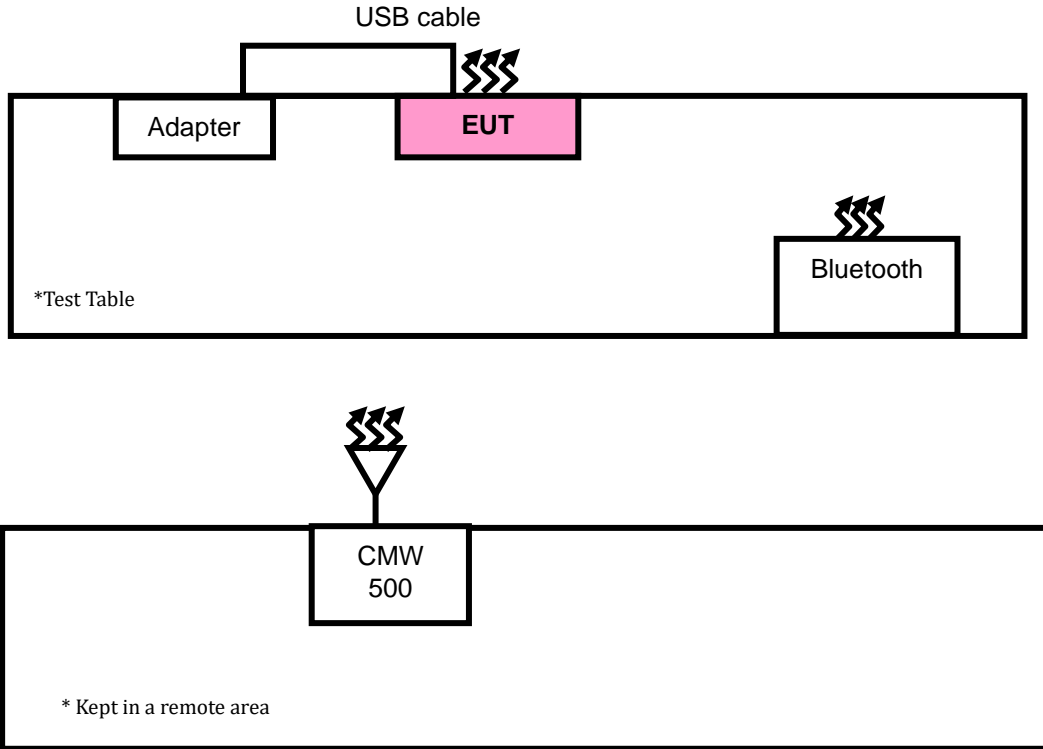 USB cable
Adapter
EUT
Bluetooth
*Test Table
CMW
500
* Kept in a remote area